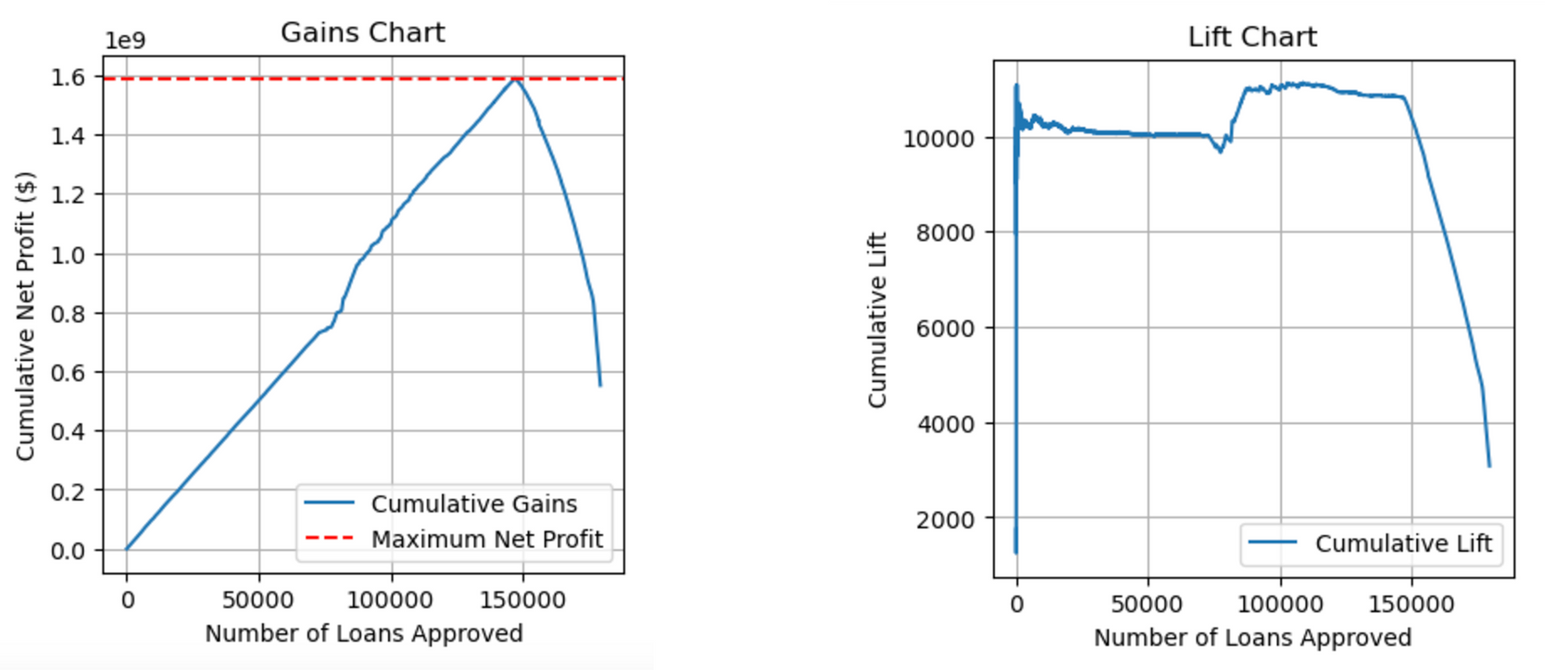 Gains Chart
1e9
1.6
1.4
1.2
1.0
0.8
0.6
0.4
0.2
0.0
Cumulative Net Profit ($)
Cumulative Gains
Maximum Net Profit
0 50000 100000 150000
Number of Loans Approved
Lift Chart
10000
8000
6000
4000
2000
Cumulative Lift
Cumulative Lift
0 50000 100000 150000
Number of Loans Approved